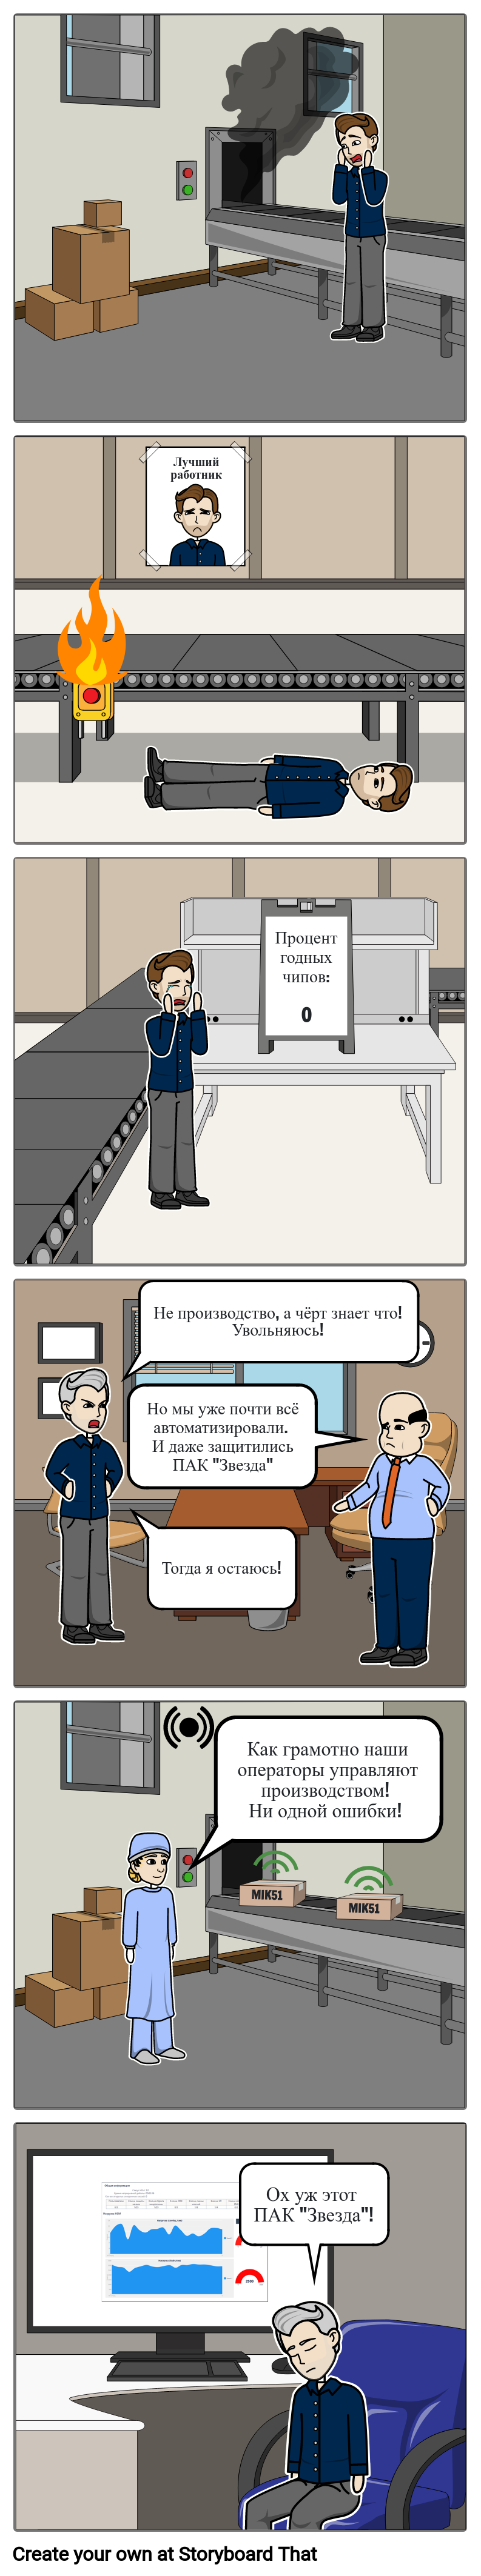 Лучший
работник
Процент
годных
чипов:
0
Не производство, а чёрт знает что!
Увольняюсь!
Но мы уже почти всё
автоматизировали.
И даже защитились
ПАК "Звезда"
Тогда я остаюсь!
Как грамотно наши
операторы управляют
производством!
Ни одной ошибки!
MIK51
MIK51
Ох уж этот
ПАК "Звезда"!
Create your own at Storyboard That